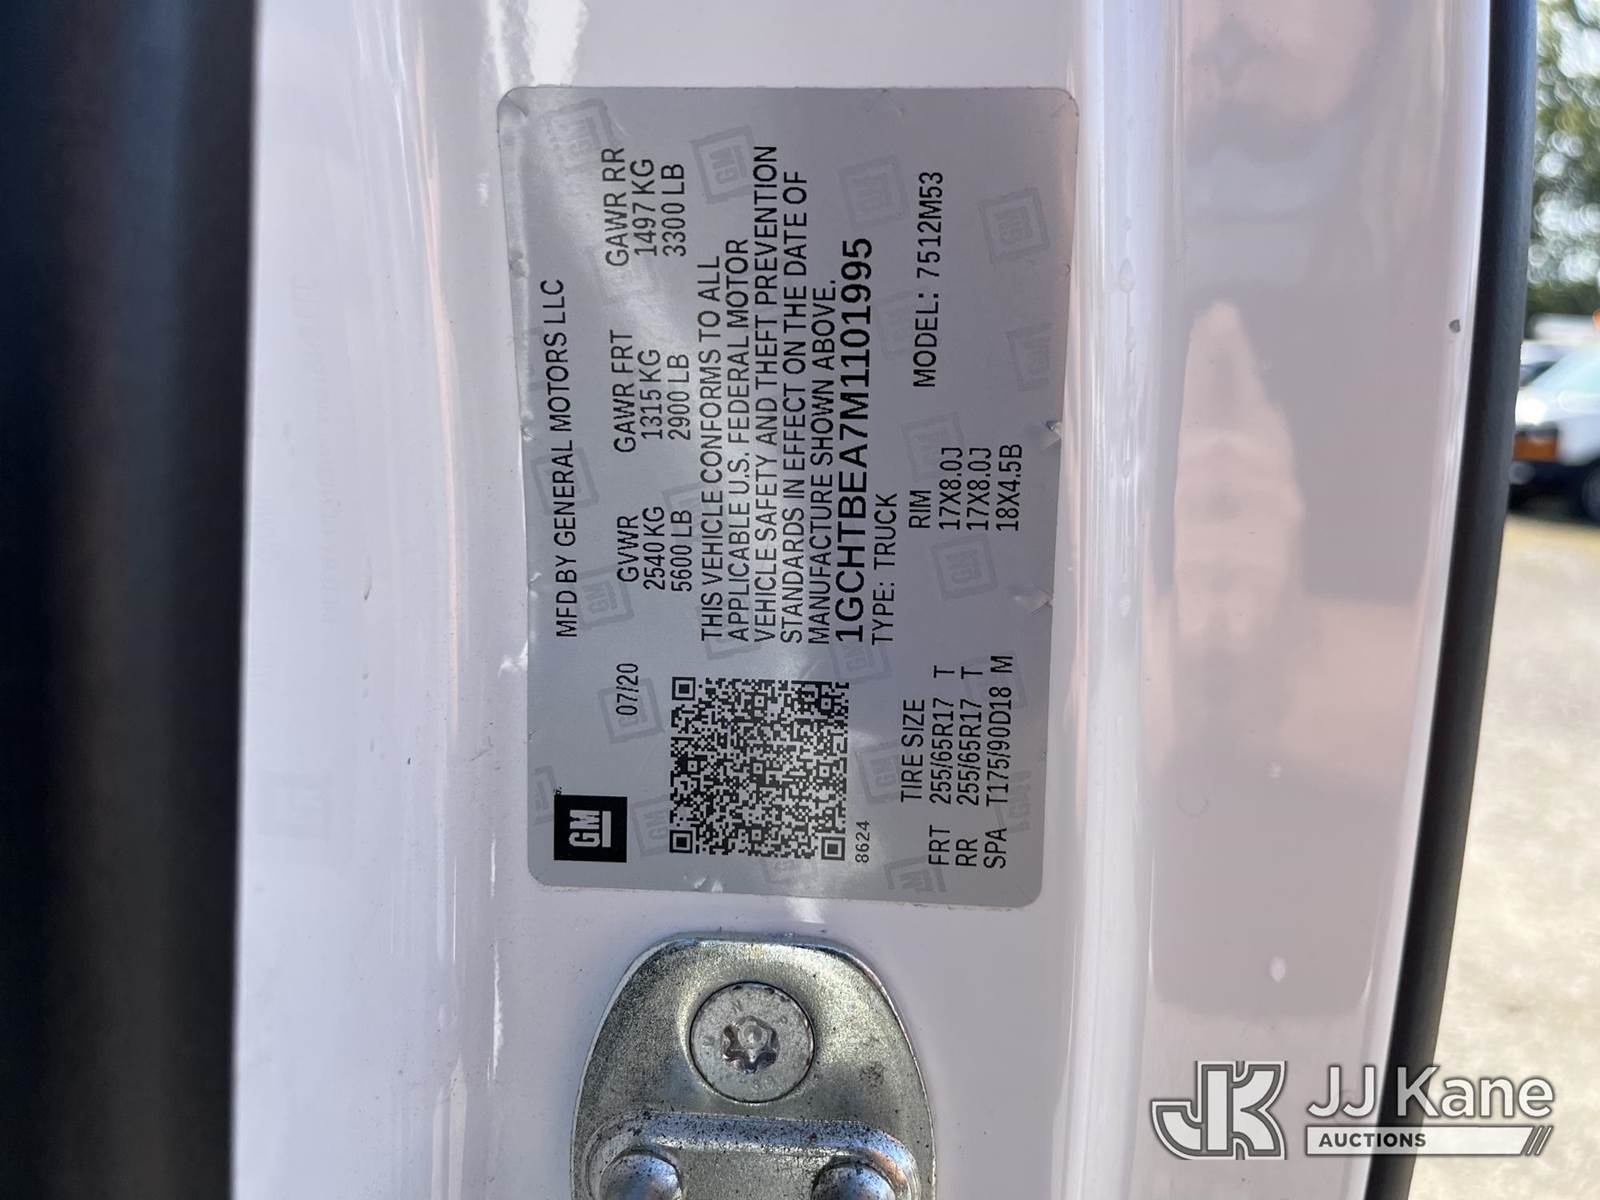 GM
MFD BY GENERAL MOTORS LLC
07/20
GVWR GAWR FRT GAWR RR
2540 KG 1315 KG 1497 KG
5600 LB 2900 LB 3300 LB
THIS VEHICLE CONFORMS TO ALL
APPLICABLE U.S. FEDERAL MOTOR
VEHICLE SAFETY AND THEFT PREVENTION
STANDARDS IN EFFECT ON THE DATE OF
MANUFACTURE SHOWN ABOVE.
8624 1GCHTBEA7M1101995
TYPE: TRUCK
TIRE SIZE RIM MODEL: 7512M53
FRT 255/65R17 T 17X8.0J
RR 255/65R17 T 17X8.0J
SPA T175/90D18 M 18X4.5B
JK JJ Kane
AUCTIONS